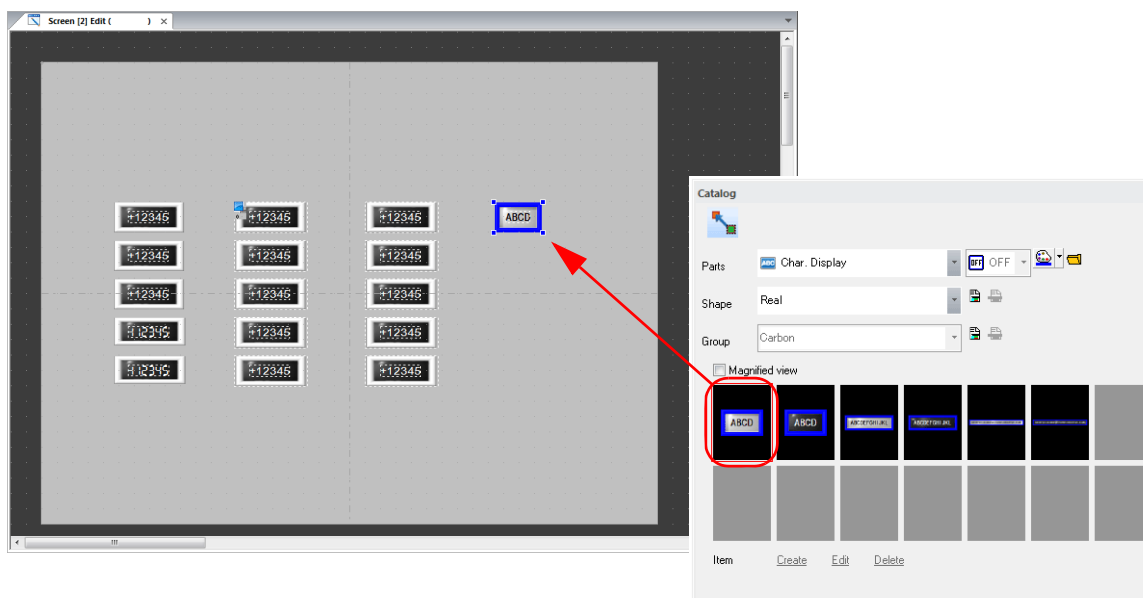 Screen [2] Edit ( )
+12345 +12345 +12345 ABCD
+12345 +12345 +12345
+12345 +12345 +12345
+12345 +12345 +12345
+12345 +12345 +12345
Catalog
Parts ABC Char. Display OFF OFF
Shape Real
Group Carbon
Magnified view
ABCD ABCD ABCDEFGHIJKL ABCDEFGHIJKL
Item Create Edit Delete